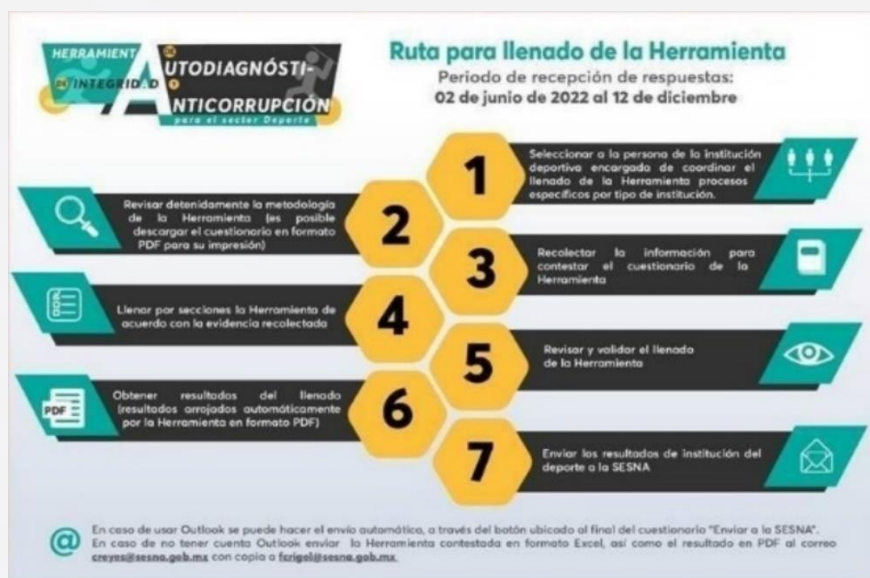 HERRAMIENT
DE
AUTODIAGNÓSTI-
DE INTEGRID.D Y
ANTICORRUPCIÓN
para el sector Deporte
Ruta para llenado de la Herramienta
Periodo de recepción de respuestas:
02 de junio de 2022 al 12 de diciembre
1
Seleccionar a la persona de la institución
deportiva encargada de coordinar el
llenado de la Herramienta procesos
específicos por tipo de institución.
2
Revisar detenidamente la metodología
de la Herramienta (es posible
descargar el cuestionario en formato
PDF para su impresión)
3
Recolectar la información para
contestar el cuestionario de la
Herramienta
4
Llenar por secciones la Herramienta de
acuerdo con la evidencia recolectada
5
Revisar y validar el llenado
de la Herramienta
6
PDF
Obtener resultados del llenado
(resultados arrojados automáticamente
por la Herramienta en formato PDF)
7
Enviar los resultados de institución del
deporte a la SESNA
@
En caso de usar Outlook se puede hacer el envío automático, a través del botón ubicado al final del cuestionario "Enviar a la SESNA".
En caso de no tener cuenta Outlook enviar la Herramienta contestada en formato Excel, así como el resultado en PDF al correo
creyes@sesna.gob.mx con copia a fcrigel@sesna.gob.mx